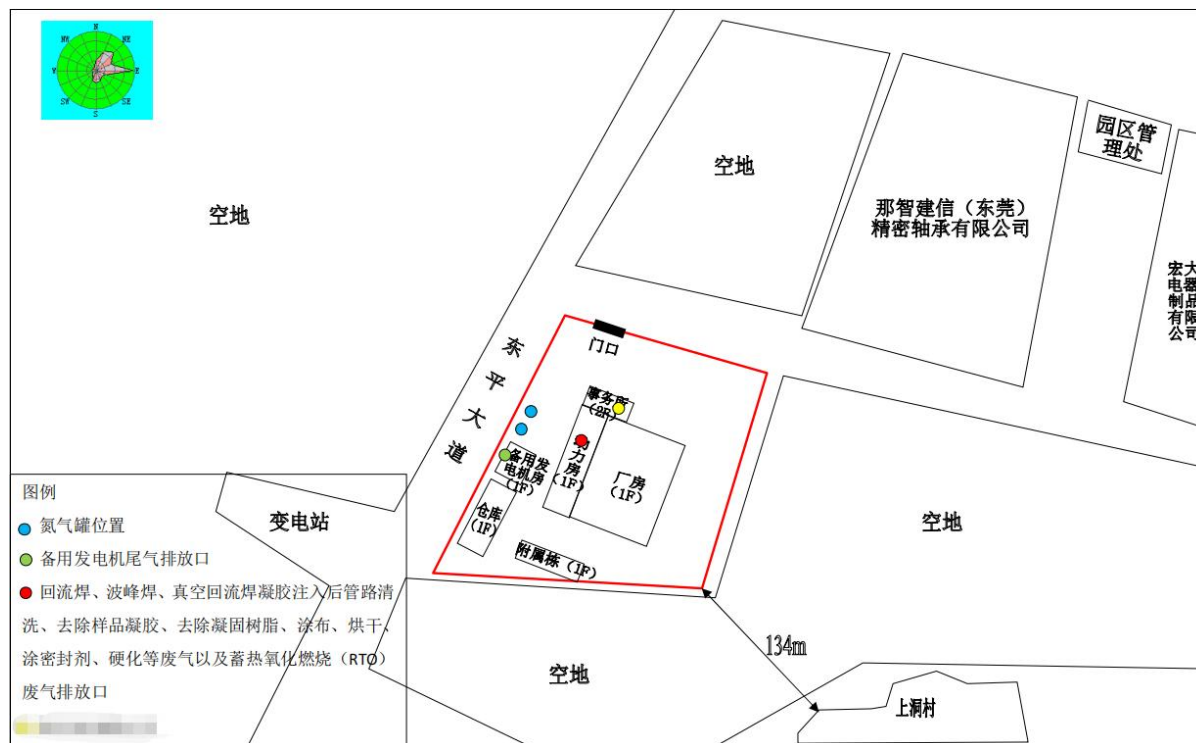 N
NW
NE
W
E
SW
SE
S
空地
空地
那智建信（东莞）
精密轴承有限公司
园区管
理处
宏大
电器
制品
有限
公司
东平大道
门口
事务所
（2F）
动力房
（1F）
厂房
（1F）
备用发
电机房
（1F）
仓库
（1F）
附属栋（1F）
变电站
空地
空地
134m
上洞村
图例
氮气罐位置
备用发电机尾气排放口
回流焊、波峰焊、真空回流焊凝胶注入后管路清
洗、去除样品凝胶、去除凝固树脂、涂布、烘干、
涂密封剂、硬化等废气以及蓄热氧化燃烧（RTO）
废气排放口